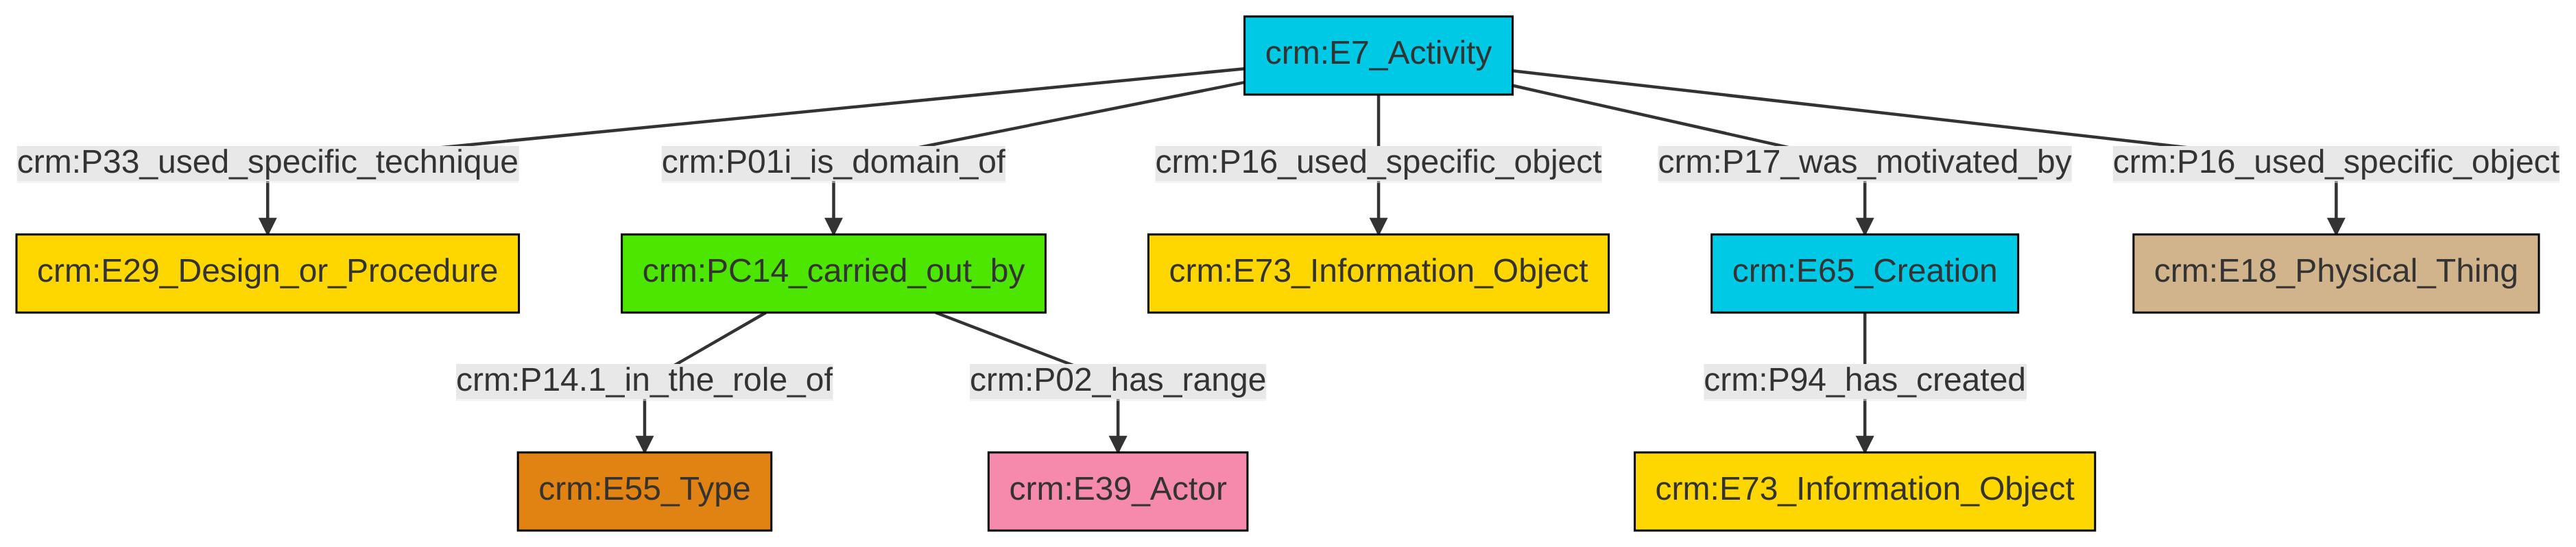 crm:E7_Activity
crm:P33_used_specific_technique
crm:P01i_is_domain_of
crm:P16_used_specific_object
crm:P17_was_motivated_by
crm:P16_used_specific_object
crm:E29_Design_or_Procedure
crm:PC14_carried_out_by
crm:E73_Information_Object
crm:E65_Creation
crm:E18_Physical_Thing
crm:P14.1_in_the_role_of
crm:P02_has_range
crm:P94_has_created
crm:E55_Type
crm:E39_Actor
crm:E73_Information_Object